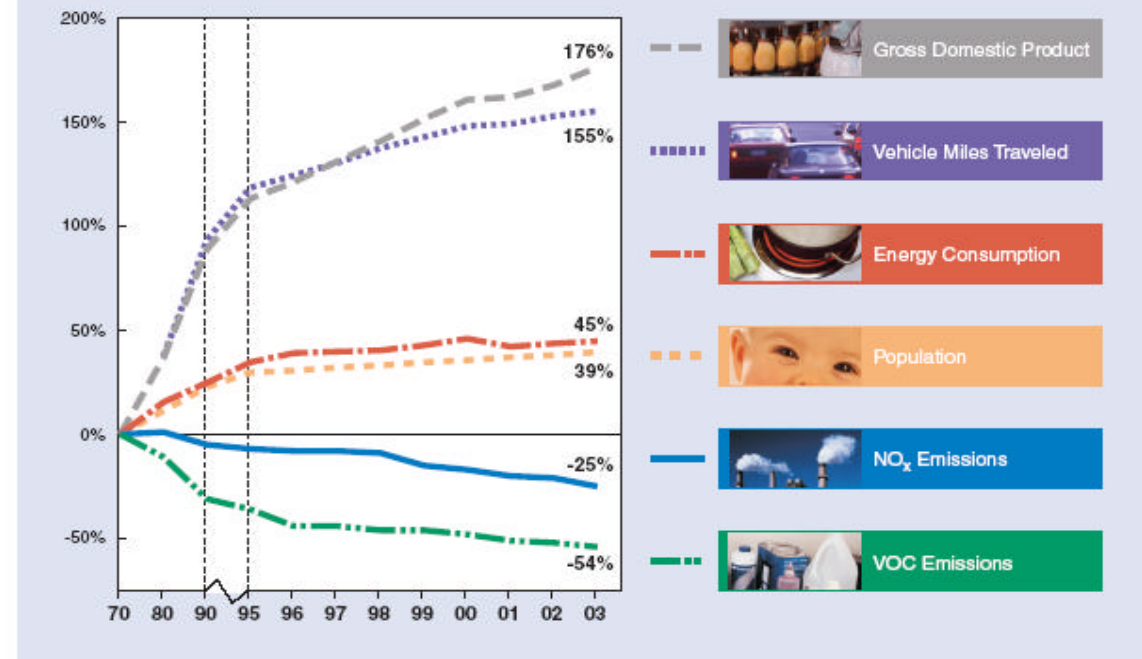 200%
150%
100%
50%
0%
-50%
176%
155%
45%
39%
-25%
-54%
70 80 90 95 96 97 98 99 00 01 02 03
Gross Domestic Product
Vehicle Miles Traveled
Energy Consumption
Population
NOx Emissions
VOC Emissions